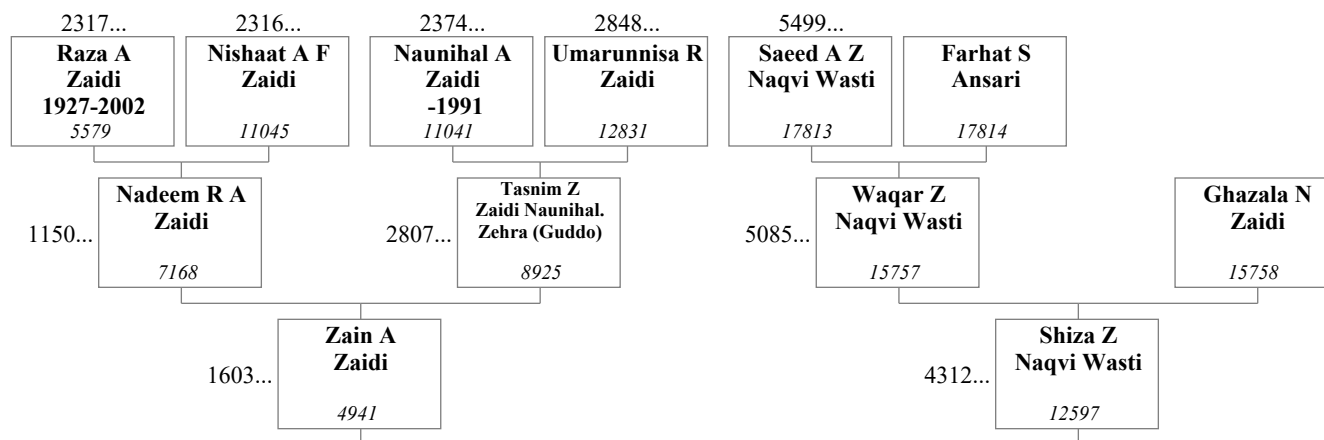 2317...
2316...
2374...
2848...
5499...
Raza A
Zaidi
1927-2002
5579
Nishaat A F
Zaidi
11045
Naunihal A
Zaidi
-1991
11041
Umarunnisa R
Zaidi
12831
Saeed A Z
Naqvi Wasti
17813
Farhat S
Ansari
17814
1150...
Nadeem R A
Zaidi
7168
2807...
Tasnim Z
Zaidi Naunihal.
Zehra (Guddo)
8925
5085...
Waqar Z
Naqvi Wasti
15757
Ghazala N
Zaidi
15758
1603...
Zain A
Zaidi
4941
4312...
Shiza Z
Naqvi Wasti
12597